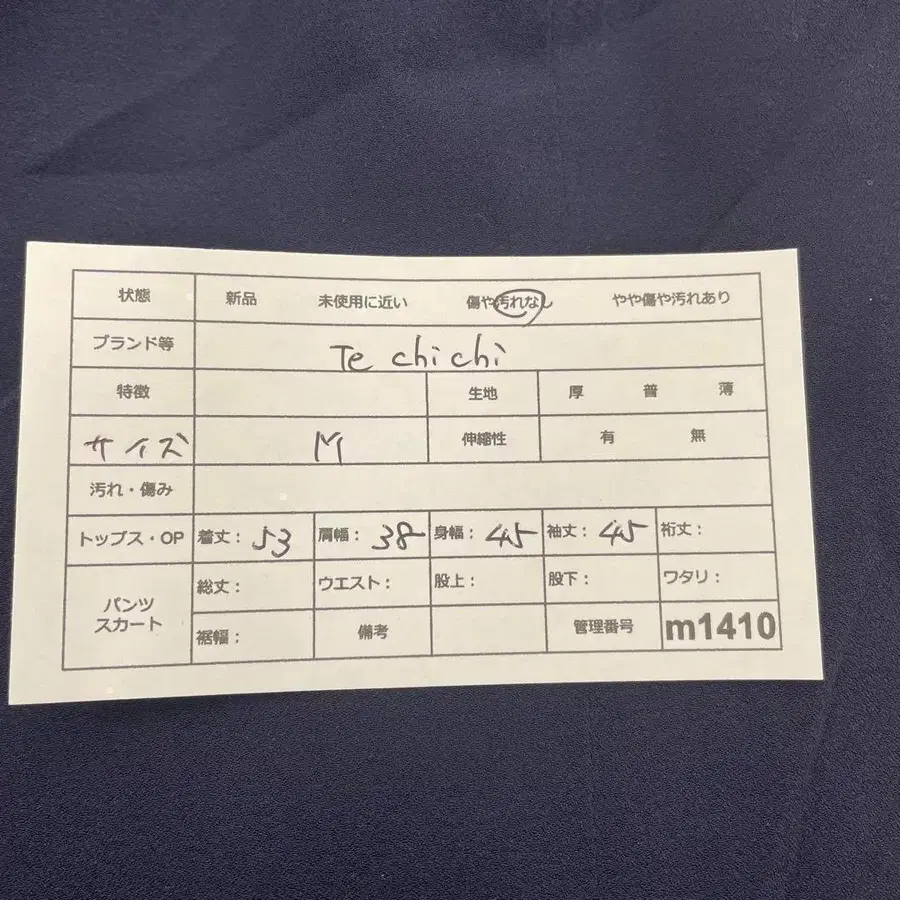 状態 新品 未使用に近い 傷や汚れなし やや傷や汚れあり
ブランド等 Te chichi
特徴 生地 厚 普 薄
サイズ M 伸縮性 有 無
汚れ・傷み
トップス・OP 着丈: 53 肩幅: 38 身幅: 45 袖丈: 45 裄丈:
パンツ スカート 総丈: ウエスト: 股上: 股下: ワタリ:
裾幅: 備考 管理番号 m1410